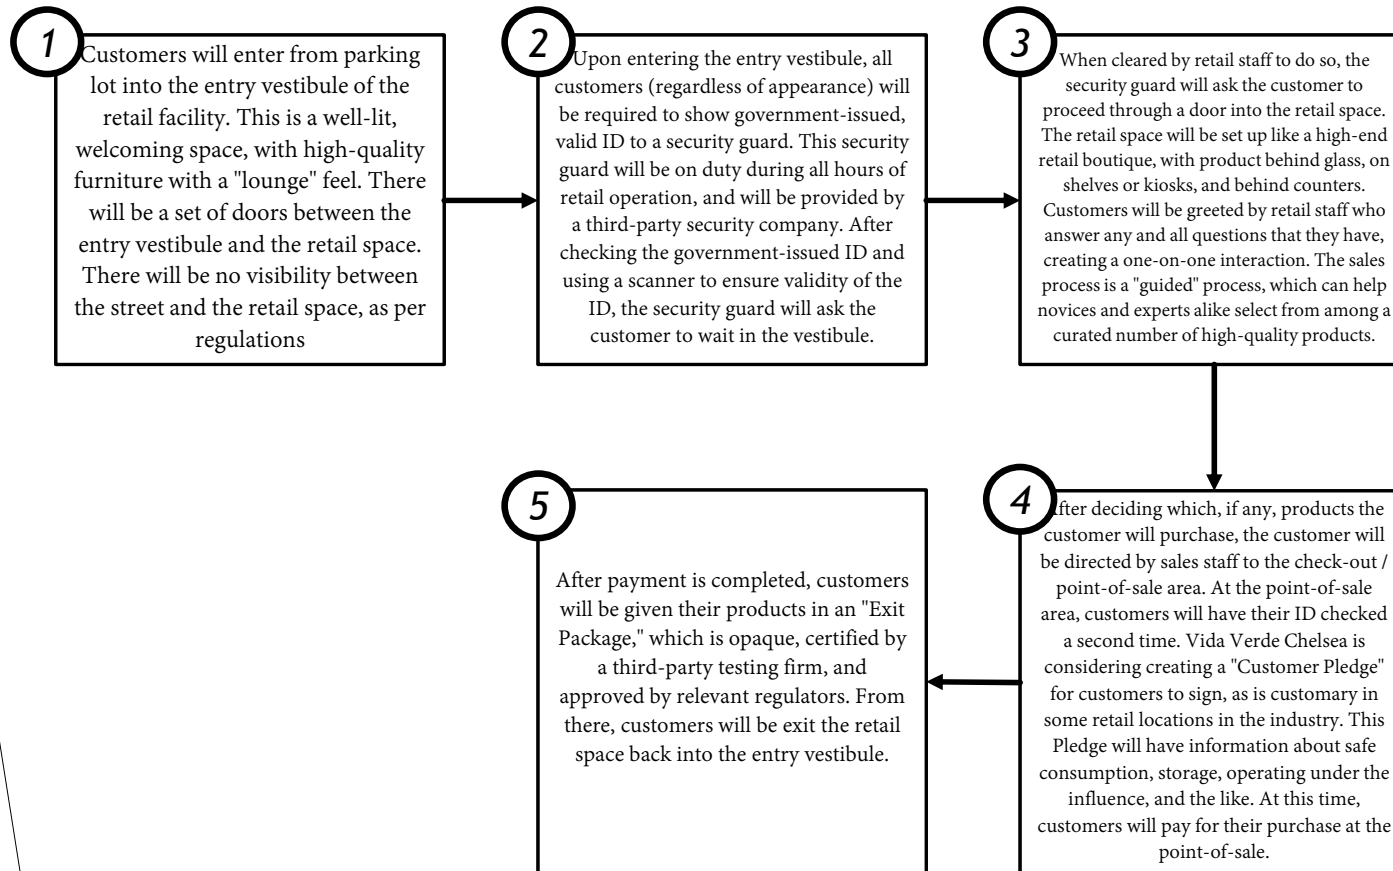 1
Customers will enter from parking
lot into the entry vestibule of the
retail facility. This is a well-lit,
welcoming space, with high-quality
furniture with a "lounge" feel. There
will be a set of doors between the
entry vestibule and the retail space.
There will be no visibility between
the street and the retail space, as per
regulations
2
Upon entering the entry vestibule, all
customers (regardless of appearance) will
be required to show government-issued,
valid ID to a security guard. This security
guard will be on duty during all hours of
retail operation, and will be provided by
a third-party security company. After
checking the government-issued ID and
using a scanner to ensure validity of the
ID, the security guard will ask the
customer to wait in the vestibule.
3
When cleared by retail staff to do so, the
security guard will ask the customer to
proceed through a door into the retail space.
The retail space will be set up like a high-end
retail boutique, with product behind glass, on
shelves or kiosks, and behind counters.
Customers will be greeted by retail staff who
answer any and all questions that they have,
creating a one-on-one interaction. The sales
process is a "guided" process, which can help
novices and experts alike select from among a
curated number of high-quality products.
4
After deciding which, if any, products the
customer will purchase, the customer will
be directed by sales staff to the check-out /
point-of-sale area. At the point-of-sale
area, customers will have their ID checked
a second time. Vida Verde Chelsea is
considering creating a "Customer Pledge"
for customers to sign, as is customary in
some retail locations in the industry. This
Pledge will have information about safe
consumption, storage, operating under the
influence, and the like. At this time,
customers will pay for their purchase at the
point-of-sale.
5
After payment is completed, customers
will be given their products in an "Exit
Package," which is opaque, certified by
a third-party testing firm, and
approved by relevant regulators. From
there, customers will be exit the retail
space back into the entry vestibule.